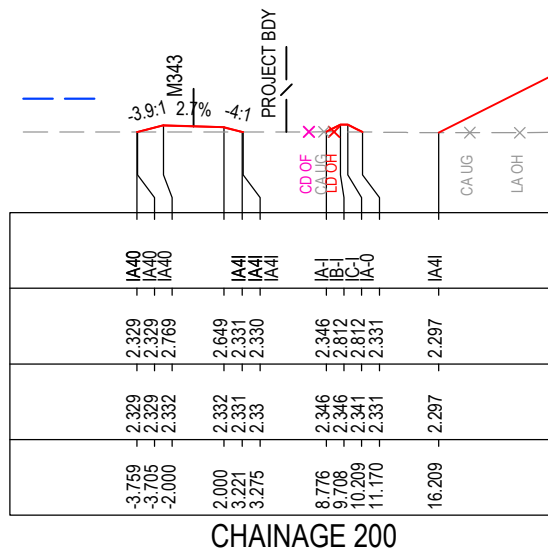 -3.9:1
M343
2.7%
-4:1
PROJECT BDY
CD OF
CA UG
LD OH
CA UG
LA OH
IA40
IA40
IA40
IA4I
IA4I
IA4I
IA-I
IB-I
IC-I
IA-0
IA4I
2.329
2.329
2.769
2.649
2.331
2.330
2.346
2.812
2.812
2.331
2.297
2.329
2.329
2.332
2.332
2.331
2.33
2.346
2.346
2.341
2.331
2.297
-3.759
-3.705
-2.000
2.000
3.221
3.275
8.776
9.708
10.209
11.170
16.209
CHAINAGE 200